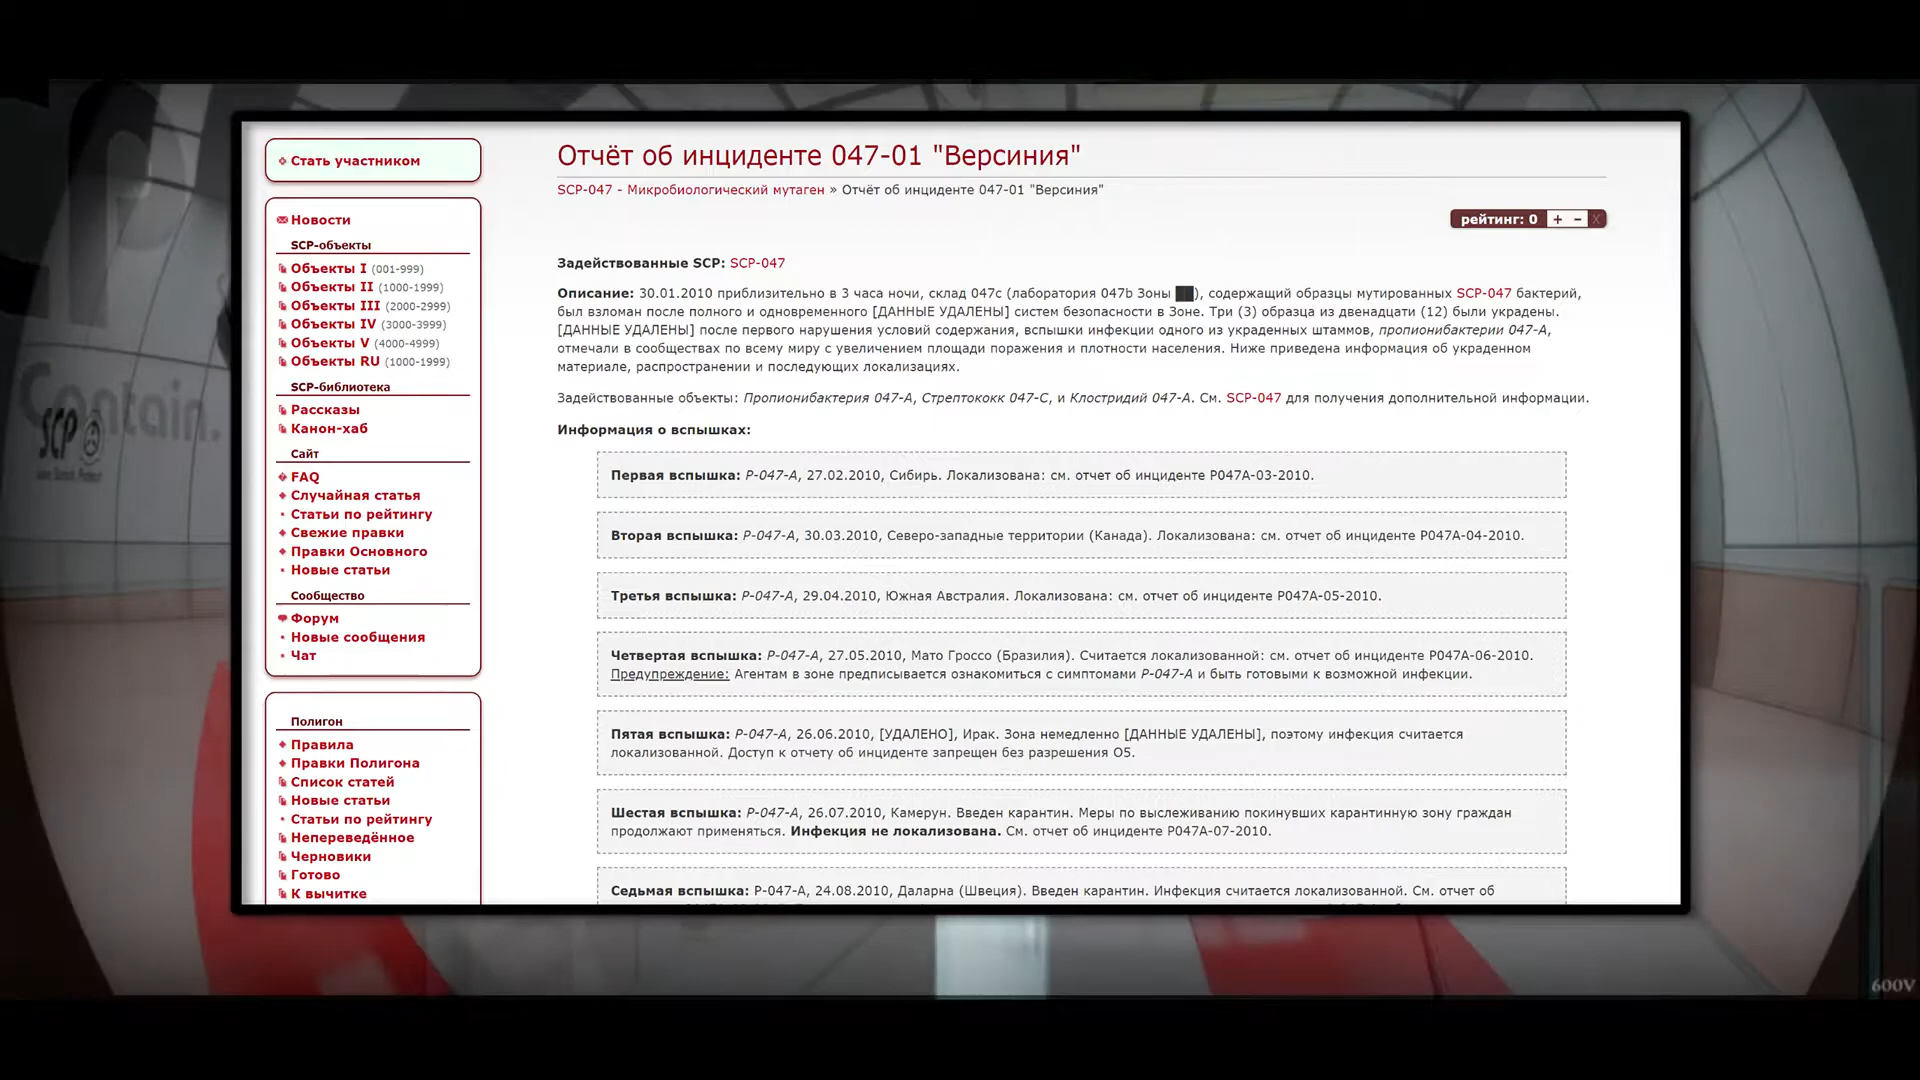 Стать участником
Новости
SCP-объекты
Объекты I (001-999)
Объекты II (1000-1999)
Объекты III (2000-2999)
Объекты IV (3000-3999)
Объекты V (4000-4999)
Объекты RU (1000-1999)
SCP-библиотека
Рассказы
Канон-хаб
Сайт
FAQ
Случайная статья
Статьи по рейтингу
Свежие правки
Правки Основного
Новые статьи
Сообщество
Форум
Новые сообщения
Чат
Полигон
Правила
Правки Полигона
Список статей
Новые статьи
Статьи по рейтингу
Непереведённое
Черновики
Готово
К вычитке
Отчёт об инциденте 047-01 "Версиния"
SCP-047 - Микробиологический мутаген » Отчёт об инциденте 047-01 "Версиния"
рейтинг: 0 + – X
Задействованные SCP: SCP-047
Описание: 30.01.2010 приблизительно в 3 часа ночи, склад 047c (лаборатория 047b Зоны ██), содержащий образцы мутированных SCP-047 бактерий,
был взломан после полного и одновременного [ДАННЫЕ УДАЛЕНЫ] систем безопасности в Зоне. Три (3) образца из двенадцати (12) были украдены.
[ДАННЫЕ УДАЛЕНЫ] после первого нарушения условий содержания, вспышки инфекции одного из украденных штаммов, пропионибактерии 047-A,
отмечали в сообществах по всему миру с увеличением площади поражения и плотности населения. Ниже приведена информация об украденном
материале, распространении и последующих локализациях.
Задействованные объекты: Пропионибактерия 047-A, Стрептококк 047-C, и Клостридий 047-A. См. SCP-047 для получения дополнительной информации.
Информация о вспышках:
Первая вспышка: P-047-A, 27.02.2010, Сибирь. Локализована: см. отчет об инциденте P047A-03-2010.
Вторая вспышка: P-047-A, 30.03.2010, Северо-западные территории (Канада). Локализована: см. отчет об инциденте P047A-04-2010.
Третья вспышка: P-047-A, 29.04.2010, Южная Австралия. Локализована: см. отчет об инциденте P047A-05-2010.
Четвертая вспышка: P-047-A, 27.05.2010, Мато Гроссо (Бразилия). Считается локализованной: см. отчет об инциденте P047A-06-2010.
Предупреждение: Агентам в зоне предписывается ознакомиться с симптомами P-047-A и быть готовыми к возможной инфекции.
Пятая вспышка: P-047-A, 26.06.2010, [УДАЛЕНО], Ирак. Зона немедленно [ДАННЫЕ УДАЛЕНЫ], поэтому инфекция считается
локализованной. Доступ к отчету об инциденте запрещен без разрешения О5.
Шестая вспышка: P-047-A, 26.07.2010, Камерун. Введен карантин. Меры по выслеживанию покинувших карантинную зону граждан
продолжают применяться. Инфекция не локализована. См. отчет об инциденте P047A-07-2010.
Седьмая вспышка: P-047-A, 24.08.2010, Даларна (Швеция). Введен карантин. Инфекция считается локализованной. См. отчет об
Contain.
SCP
600V